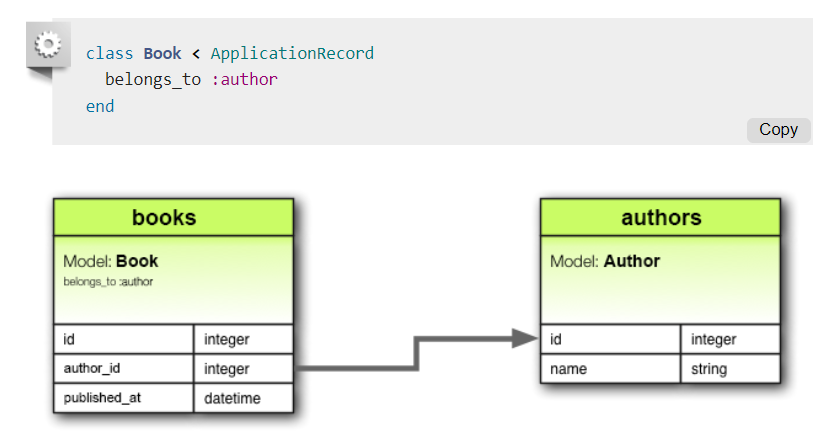 class Book < ApplicationRecord
  belongs_to :author
end
Copy
books
Model: Book
belongs_to :author
id integer
author_id integer
published_at datetime
authors
Model: Author
id integer
name string